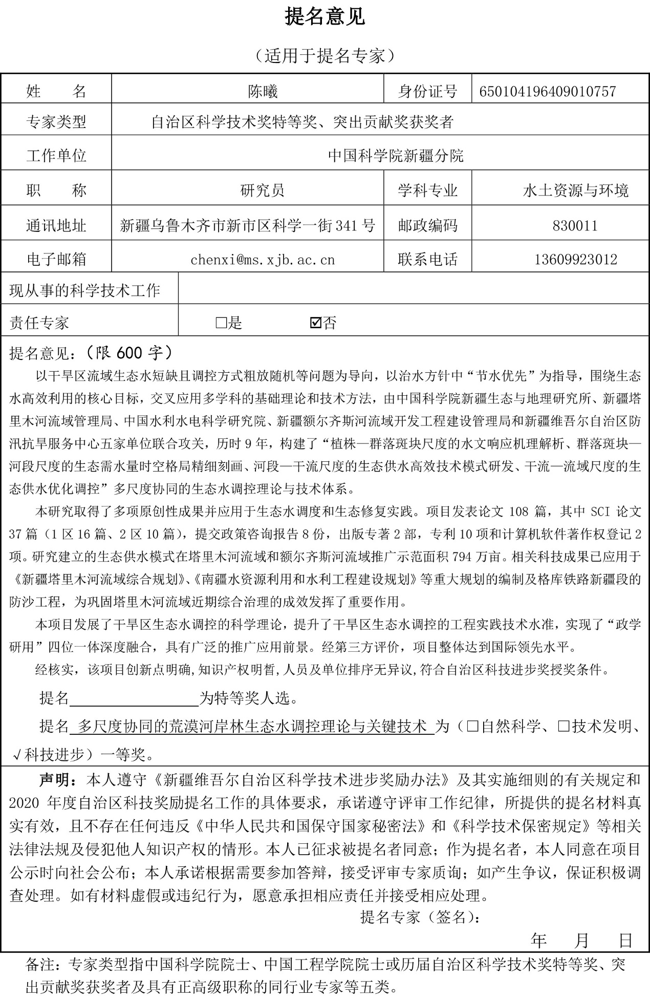 提名意见
（适用于提名专家）
姓　　名　陈曦　身份证号　650104196409010757
专家类型　自治区科学技术奖特等奖、突出贡献奖获奖者
工作单位　中国科学院新疆分院
职　　称　研究员　学科专业　水土资源与环境
通讯地址　新疆乌鲁木齐市新市区科学一街341号　邮政编码　830011
电子邮箱　chenxi@ms.xjb.ac.cn　联系电话　13609923012
现从事的科学技术工作
责任专家　□是　☑否
提名意见：（限 600 字）
以干旱区流域生态水短缺且调控方式粗放随机等问题为导向，以治水方针中“节水优先”为指导，围绕生态
水高效利用的核心目标，交叉应用多学科的基础理论和技术方法，由中国科学院新疆生态与地理研究所、新疆塔
里木河流域管理局、中国水利水电科学研究院、新疆额尔齐斯河流域开发工程建设管理局和新疆维吾尔自治区防
汛抗旱服务中心五家单位联合攻关，历时 9 年，构建了“植株—群落斑块尺度的水文响应机理解析、群落斑块—
河段尺度的生态需水量时空格局精细刻画、河段—干流尺度的生态供水高效技术模式研发、干流—流域尺度的生
态供水优化调控”多尺度协同的生态水调控理论与技术体系。
本研究取得了多项原创性成果并应用于生态水调度和生态修复实践。项目发表论文 108 篇，其中 SCI 论文
37 篇（1 区 16 篇、2 区 10 篇），提交政策咨询报告 8 份，出版专著 2 部，专利 10 项和计算机软件著作权登记 2
项。研究建立的生态供水模式在塔里木河流域和额尔齐斯河流域推广示范面积 794 万亩。相关科技成果已应用于
《新疆塔里木河流域综合规划》、《南疆水资源利用和水利工程建设规划》等重大规划的编制及格库铁路新疆段的
防沙工程，为巩固塔里木河流域近期综合治理的成效发挥了重要作用。
本项目发展了干旱区生态水调控的科学理论，提升了干旱区生态水调控的工程实践技术水准，实现了“政学
研用”四位一体深度融合，具有广泛的推广应用前景。经第三方评价，项目整体达到国际领先水平。
经核实，该项目创新点明确,知识产权明晳,人员及单位排序无异议,符合自治区科技进步奖授奖条件。
提名　　　　　　　　为特等奖人选。
提名 多尺度协同的荒漠河岸林生态水调控理论与关键技术 为（□自然科学、□技术发明、
√科技进步）一等奖。
声明：本人遵守《新疆维吾尔自治区科学技术进步奖励办法》及其实施细则的有关规定和
2020 年度自治区科技奖励提名工作的具体要求，承诺遵守评审工作纪律，所提供的提名材料真
实有效，且不存在任何违反《中华人民共和国保守国家秘密法》和《科学技术保密规定》等相关
法律法规及侵犯他人知识产权的情形。本人已征求被提名者同意；作为提名者，本人同意在项目
公示时向社会公布；本人承诺根据需要参加答辩，接受评审专家质询；如产生争议，保证积极调
查处理。如有材料虚假或违纪行为，愿意承担相应责任并接受相应处理。
提名专家（签名）：
年　月　日
备注：专家类型指中国科学院院士、中国工程学院院士或历届自治区科学技术奖特等奖、突
出贡献奖获奖者及具有正高级职称的同行业专家等五类。